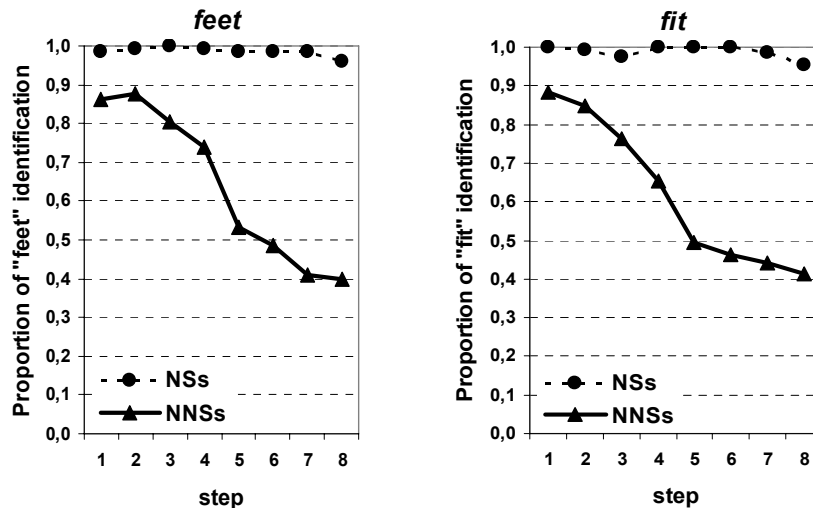 feet
Proportion of "feet" identification
1,0
0,9
0,8
0,7
0,6
0,5
0,4
0,3
0,2
0,1
0,0
NSs
NNSs
1 2 3 4 5 6 7 8
step
fit
Proportion of "fit" identification
1,0
0,9
0,8
0,7
0,6
0,5
0,4
0,3
0,2
0,1
0,0
NSs
NNSs
1 2 3 4 5 6 7 8
step